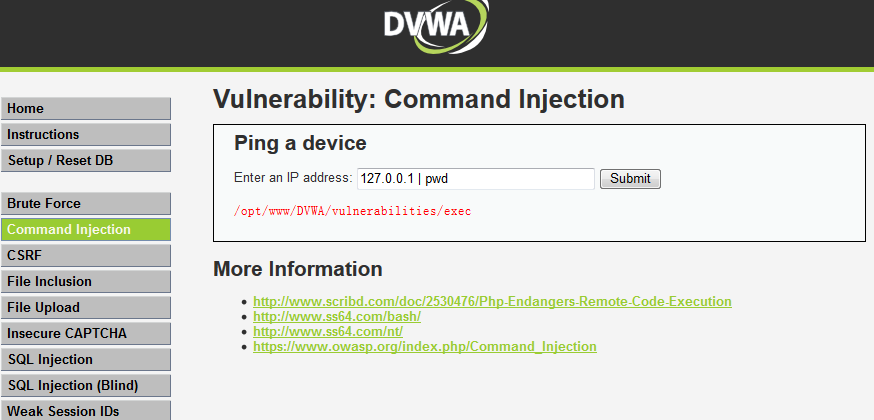 DVWA
Home
Instructions
Setup / Reset DB
Brute Force
Command Injection
CSRF
File Inclusion
File Upload
Insecure CAPTCHA
SQL Injection
SQL Injection (Blind)
Weak Session IDs
Vulnerability: Command Injection
Ping a device
Enter an IP address: 127.0.0.1 | pwd Submit
/opt/www/DVWA/vulnerabilities/exec
More Information
http://www.scribd.com/doc/2530476/Php-Endangers-Remote-Code-Execution
http://www.ss64.com/bash/
http://www.ss64.com/nt/
https://www.owasp.org/index.php/Command_Injection